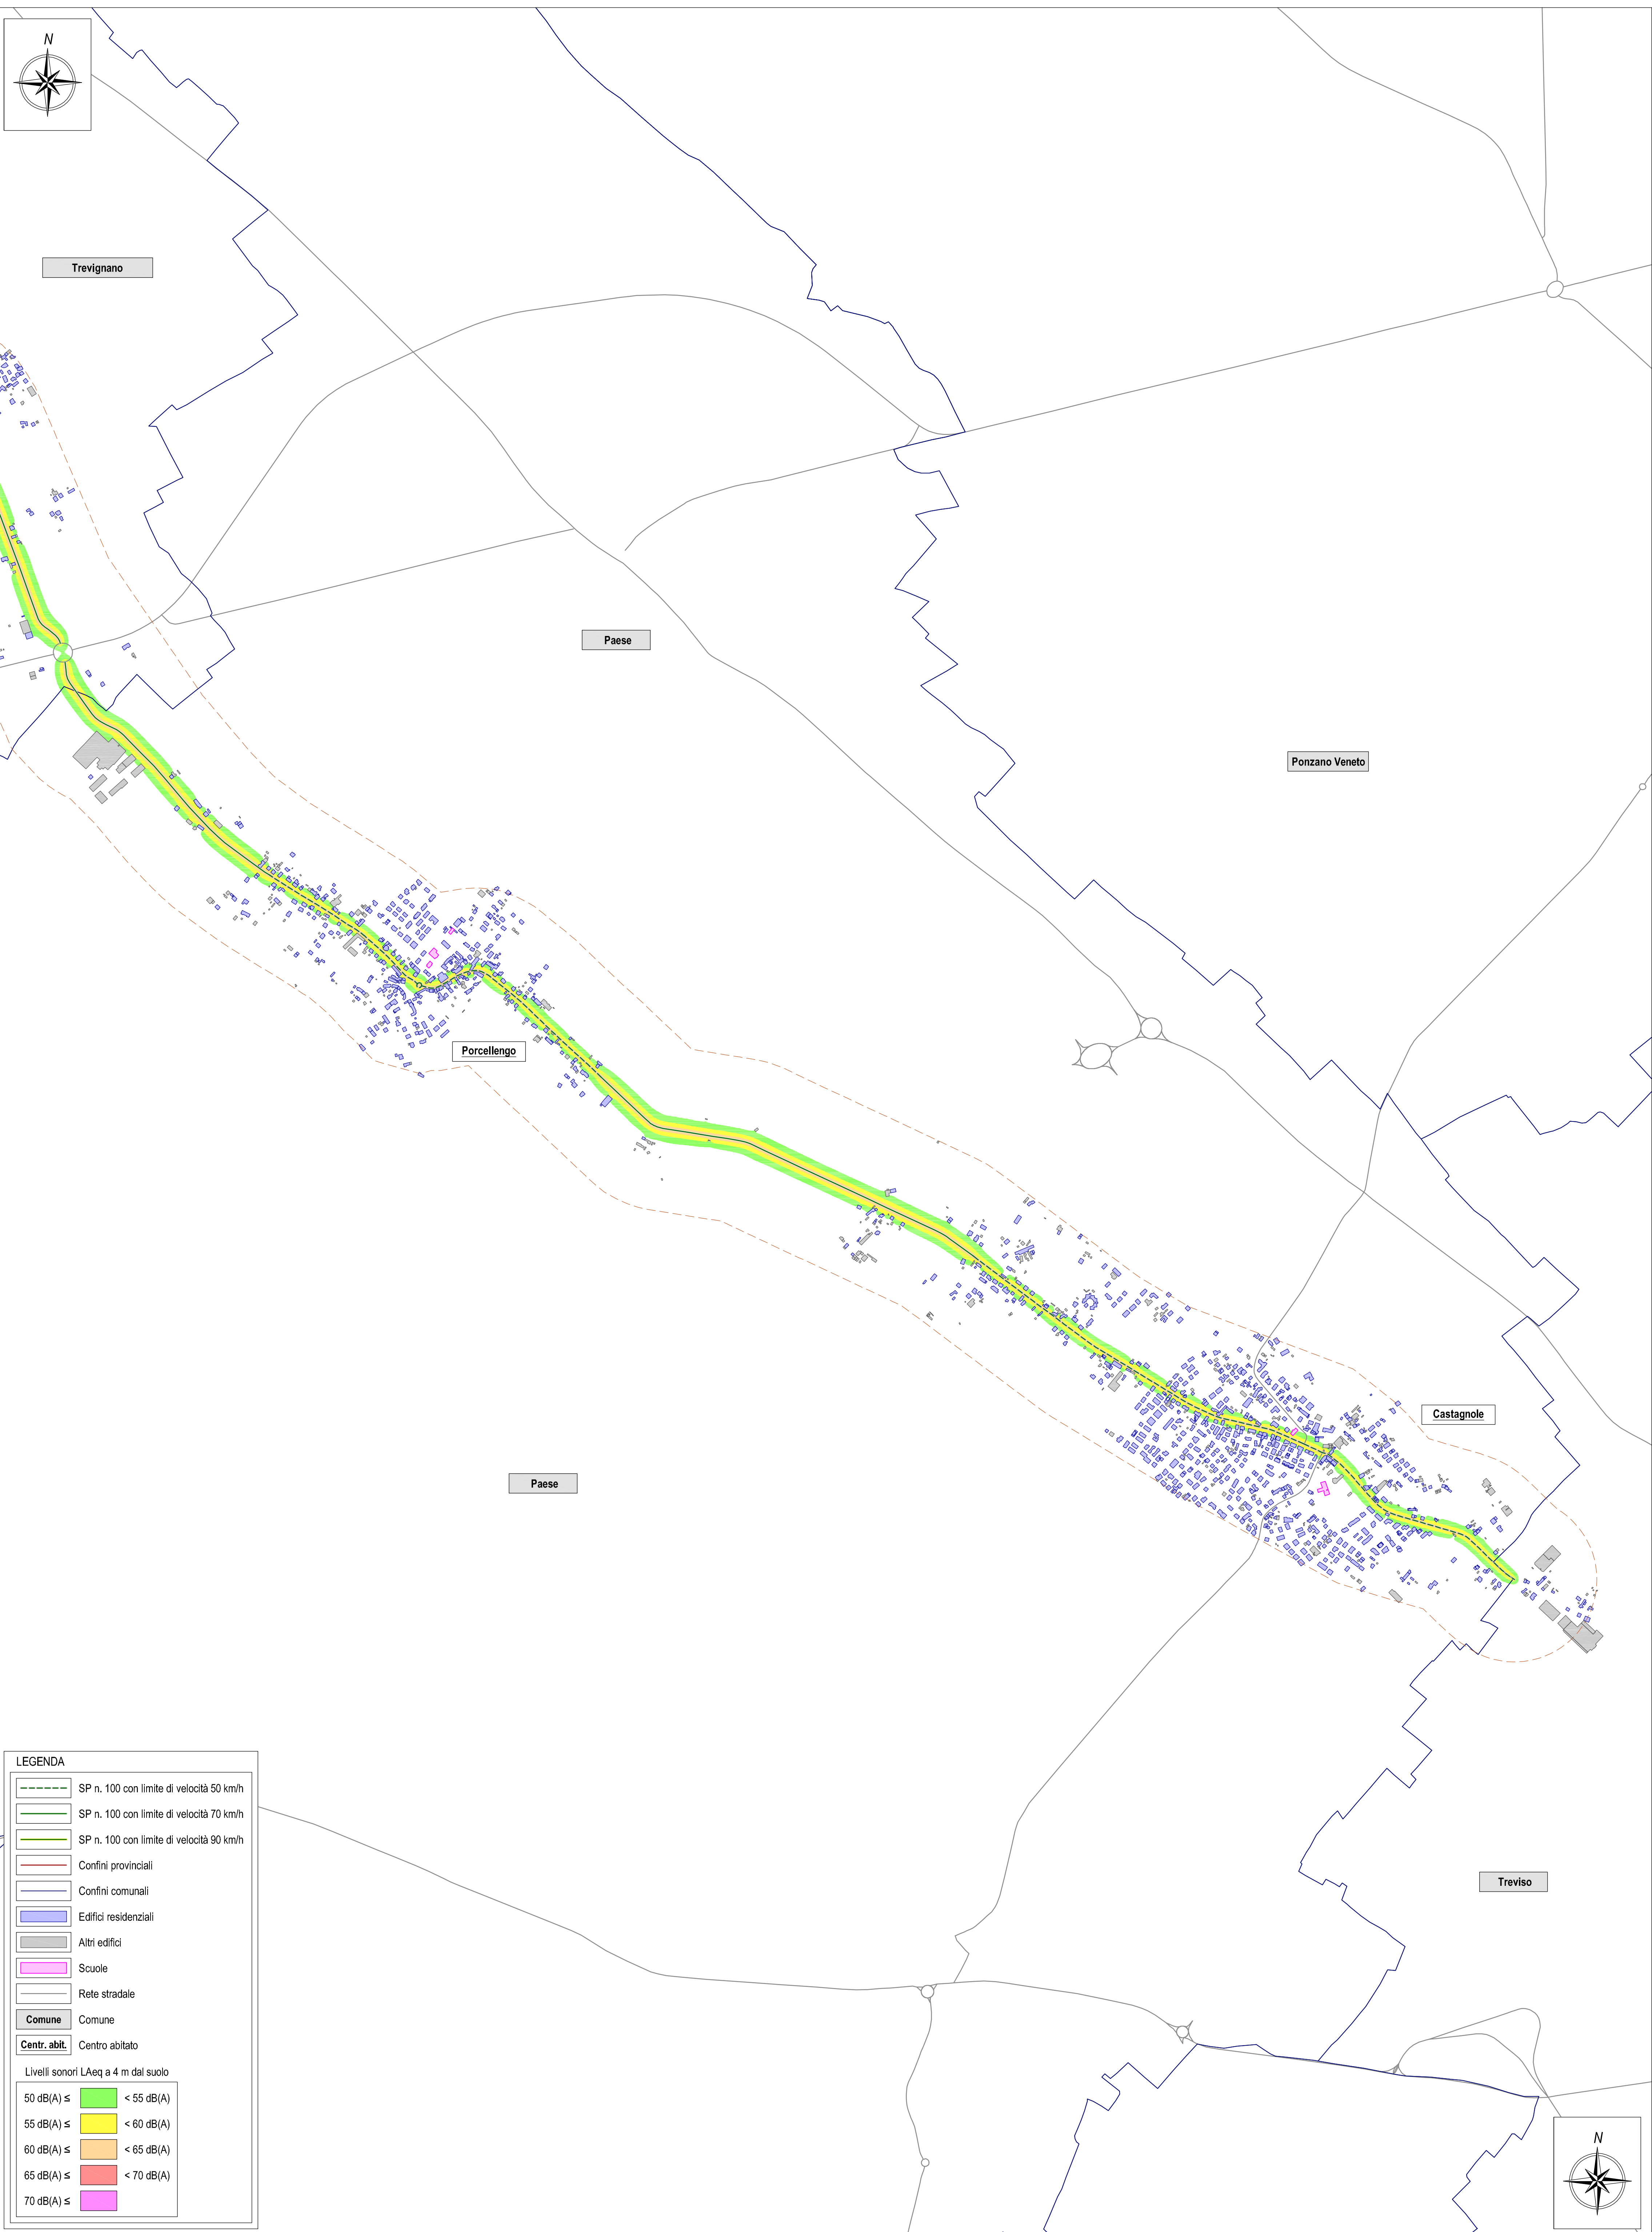 N
Trevignano
Paese
Ponzano Veneto
Porcellengo
Castagnole
Paese
Treviso
LEGENDA
SP n. 100 con limite di velocità 50 km/h
SP n. 100 con limite di velocità 70 km/h
SP n. 100 con limite di velocità 90 km/h
Confini provinciali
Confini comunali
Edifici residenziali
Altri edifici
Scuole
Rete stradale
Comune Comune
Centr. abit. Centro abitato
Livelli sonori LAeq a 4 m dal suolo
50 dB(A) ≤ < 55 dB(A)
55 dB(A) ≤ < 60 dB(A)
60 dB(A) ≤ < 65 dB(A)
65 dB(A) ≤ < 70 dB(A)
70 dB(A) ≤
N